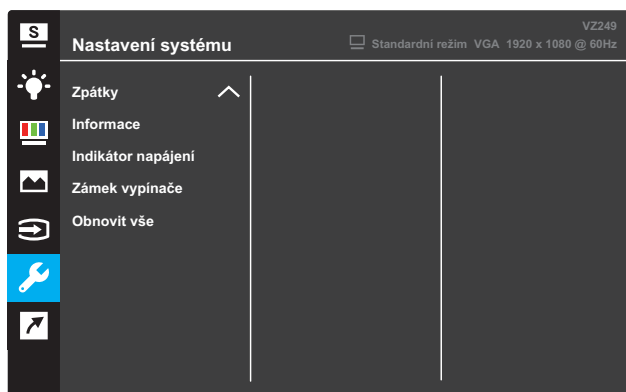 S
VZ249
Nastavení systému
Standardní režim VGA 1920 x 1080 @ 60Hz
Zpátky
Informace
Indikátor napájení
Zámek vypínače
Obnovit vše